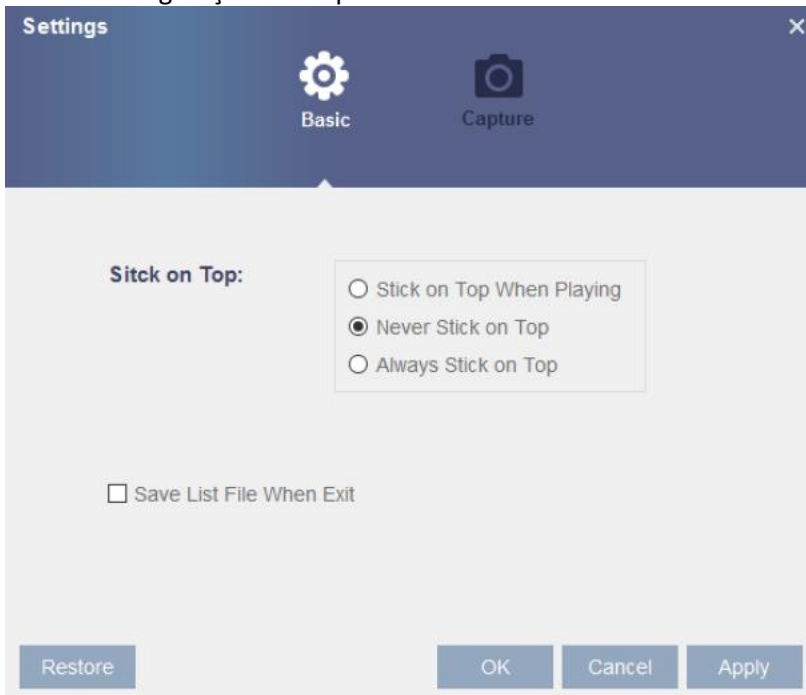 Settings
Basic
Capture
Sitck on Top:
Stick on Top When Playing
Never Stick on Top
Always Stick on Top
Save List File When Exit
Restore
OK
Cancel
Apply